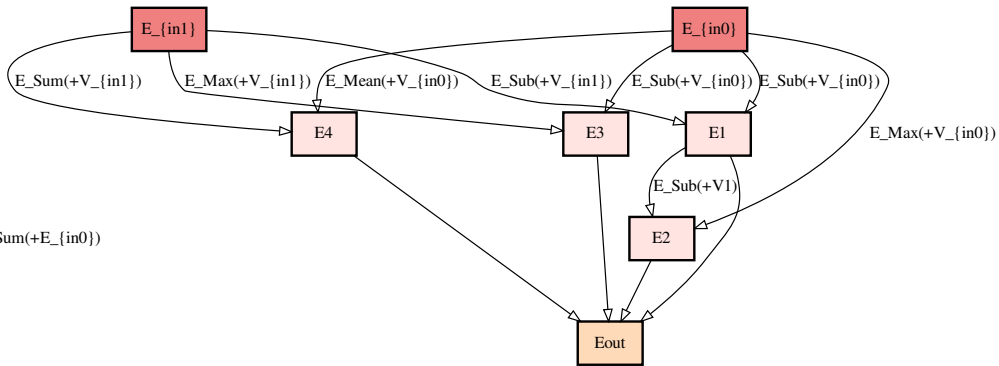 E_{in1}
E_{in0}
E_Sum(+V_{in1})
E_Max(+V_{in1})
E_Mean(+V_{in0})
E_Sub(+V_{in1})
E_Sub(+V_{in0})
E_Sub(+V_{in0})
E_Max(+V_{in0})
E4
E3
E1
E_Sub(+V1)
Sum(+E_{in0})
E2
Eout